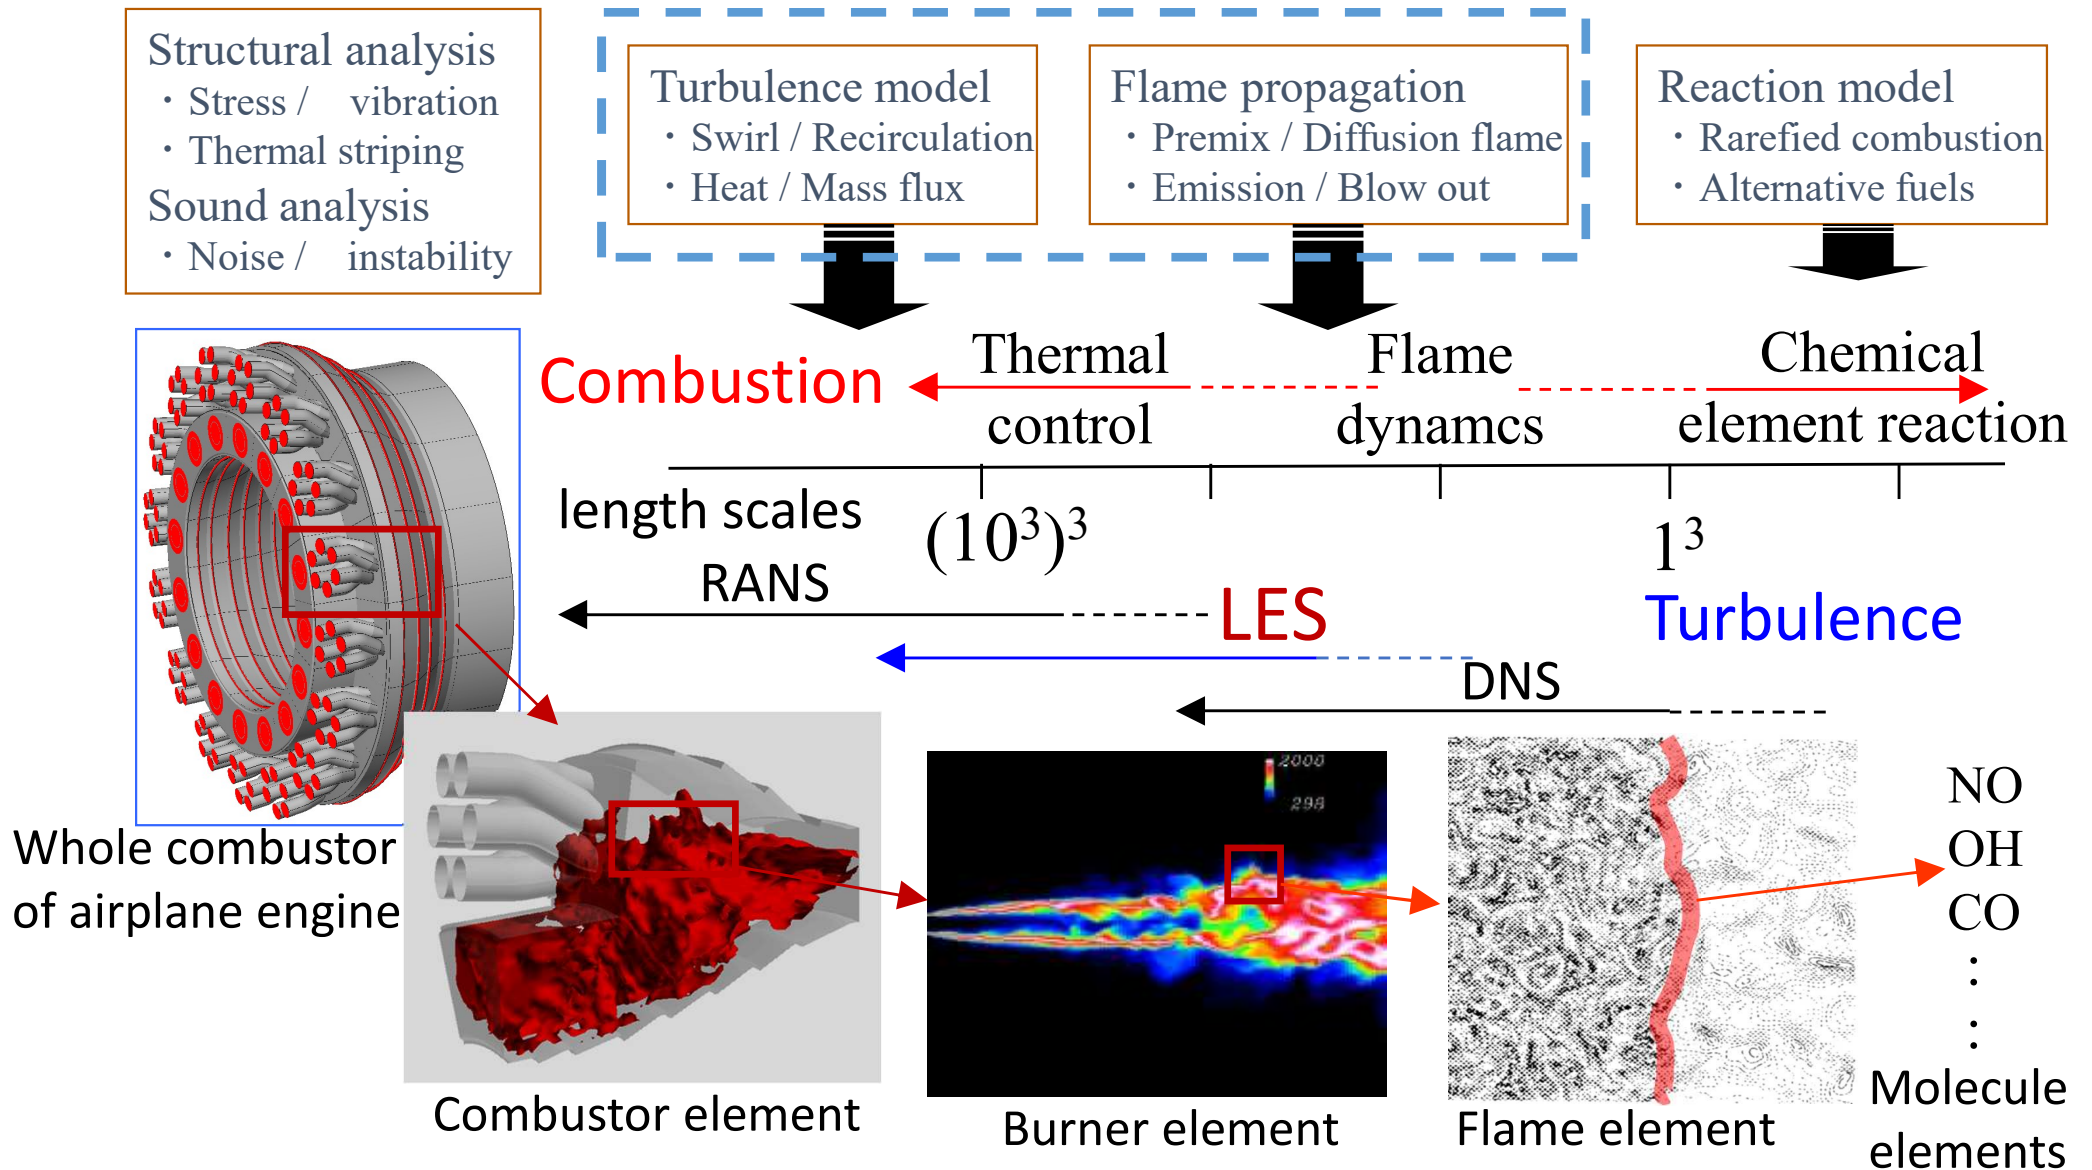 Structural analysis
・Stress / vibration
・Thermal striping
Sound analysis
・Noise / instability
Turbulence model
・Swirl / Recirculation
・Heat / Mass flux
Flame propagation
・Premix / Diffusion flame
・Emission / Blow out
Reaction model
・Rarefied combustion
・Alternative fuels
Combustion
Thermal
control
Flame
dynamcs
Chemical
element reaction
length scales
(10³)³
1³
RANS
LES
Turbulence
DNS
2000
298
NO
OH
CO
:
:
Whole combustor
of airplane engine
Combustor element
Burner element
Flame element
Molecule
elements